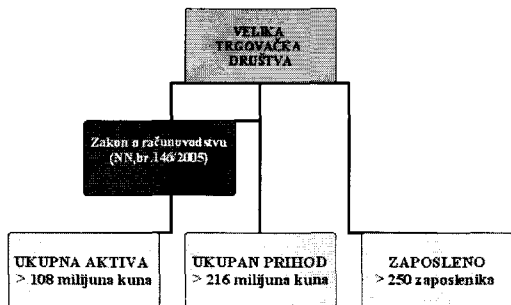 VELIKA
TRGOVAČKA
DRUŠTVA
Zakon o računovodstvu
(NN,br.146/2005)
UKUPNA AKTIVA
> 108 milijuna kuna
UKUPAN PRIHOD
> 216 milijuna kuna
ZAPOSLENO
> 250 zaposlenika